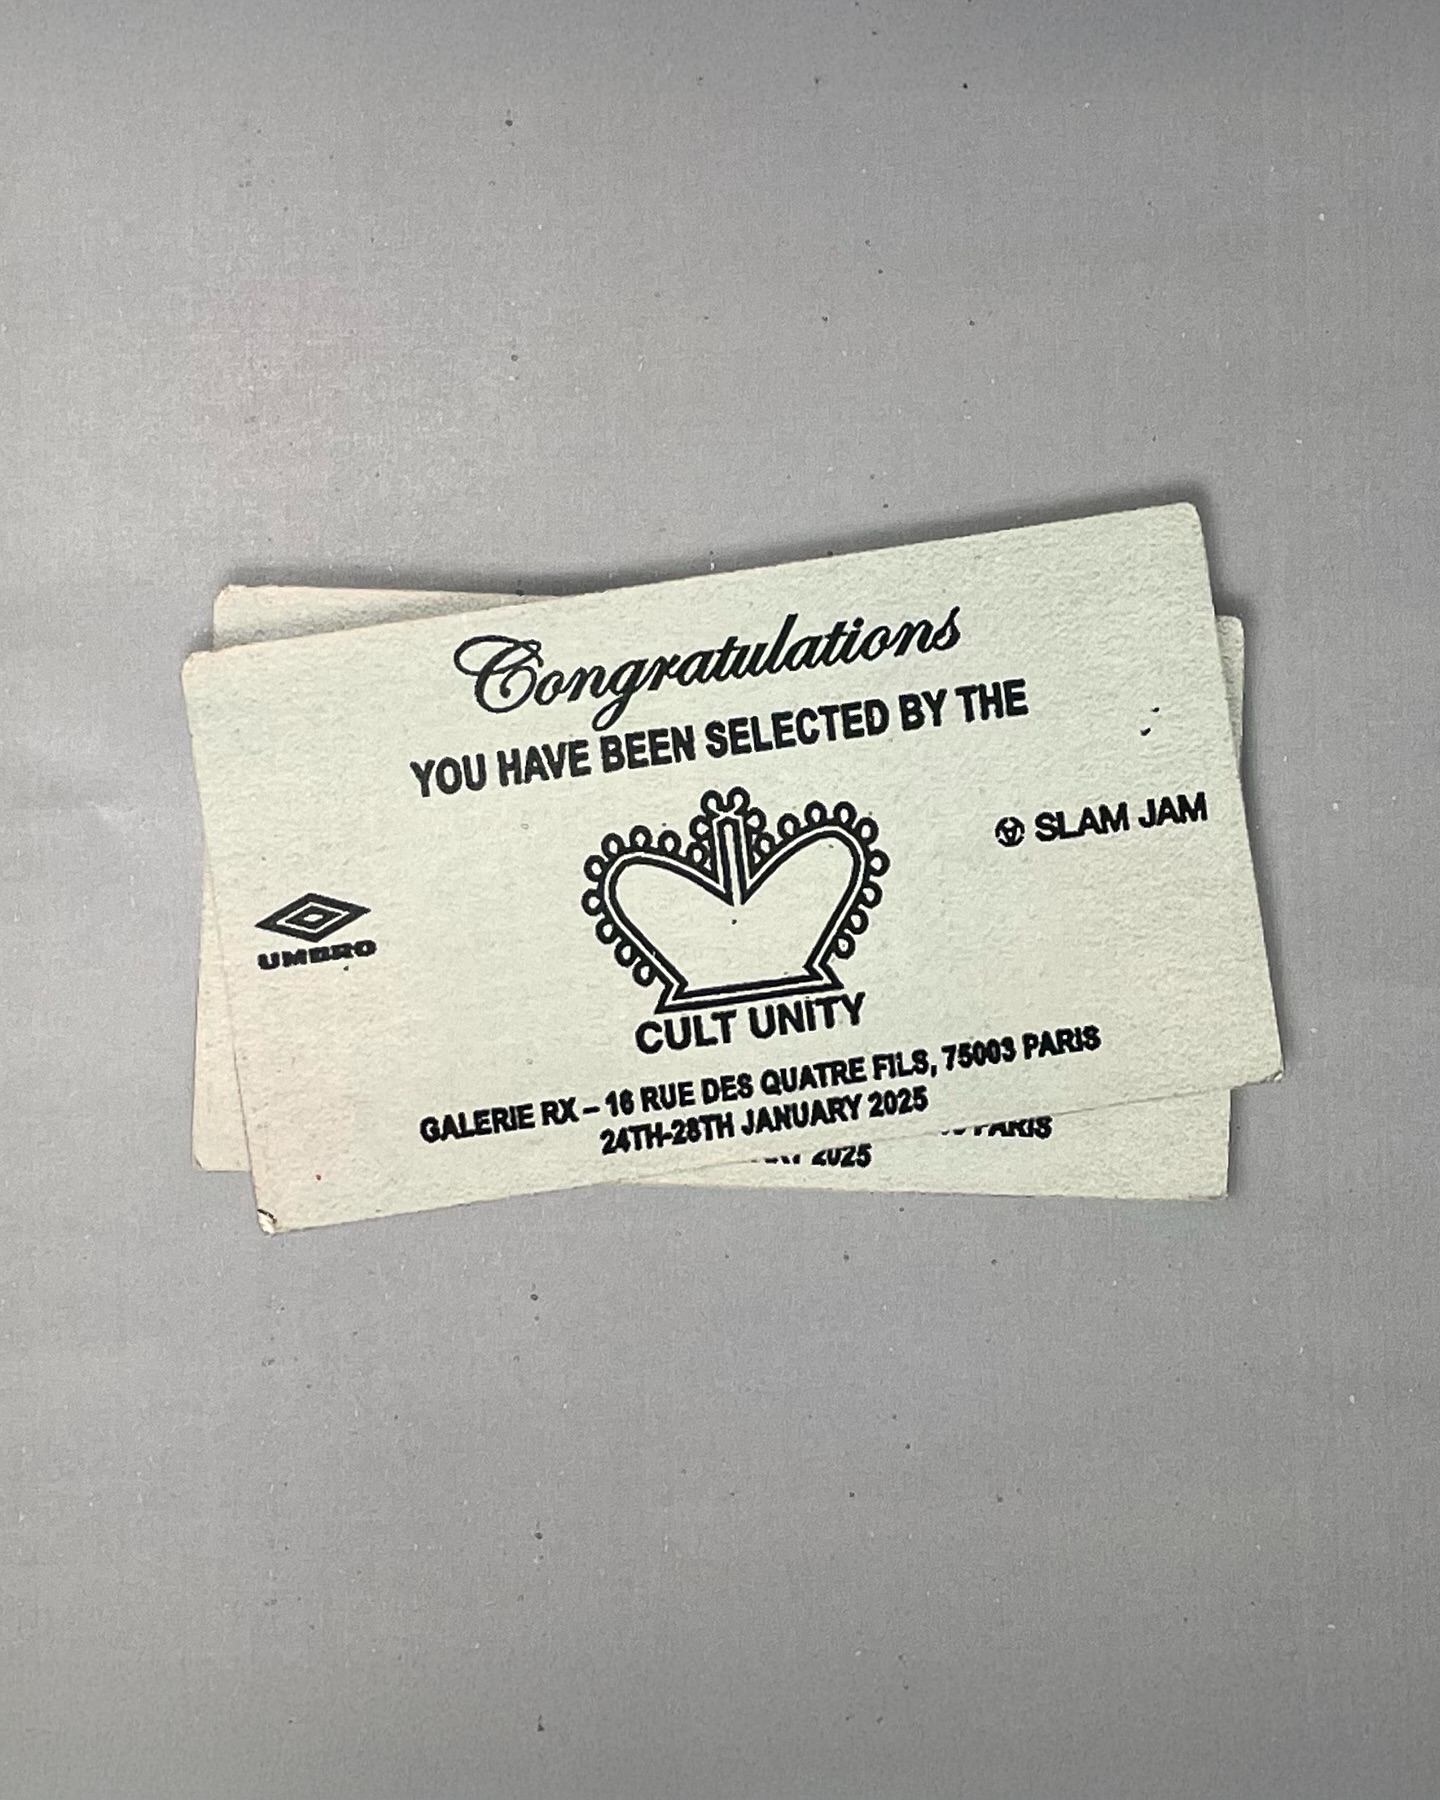 Congratulations
YOU HAVE BEEN SELECTED BY THE
SLAM JAM
UMBRO
CULT UNITY
GALERIE RX – 16 RUE DES QUATRE FILS, 75003 PARIS
24TH-28TH JANUARY 2025
PARIS
2025